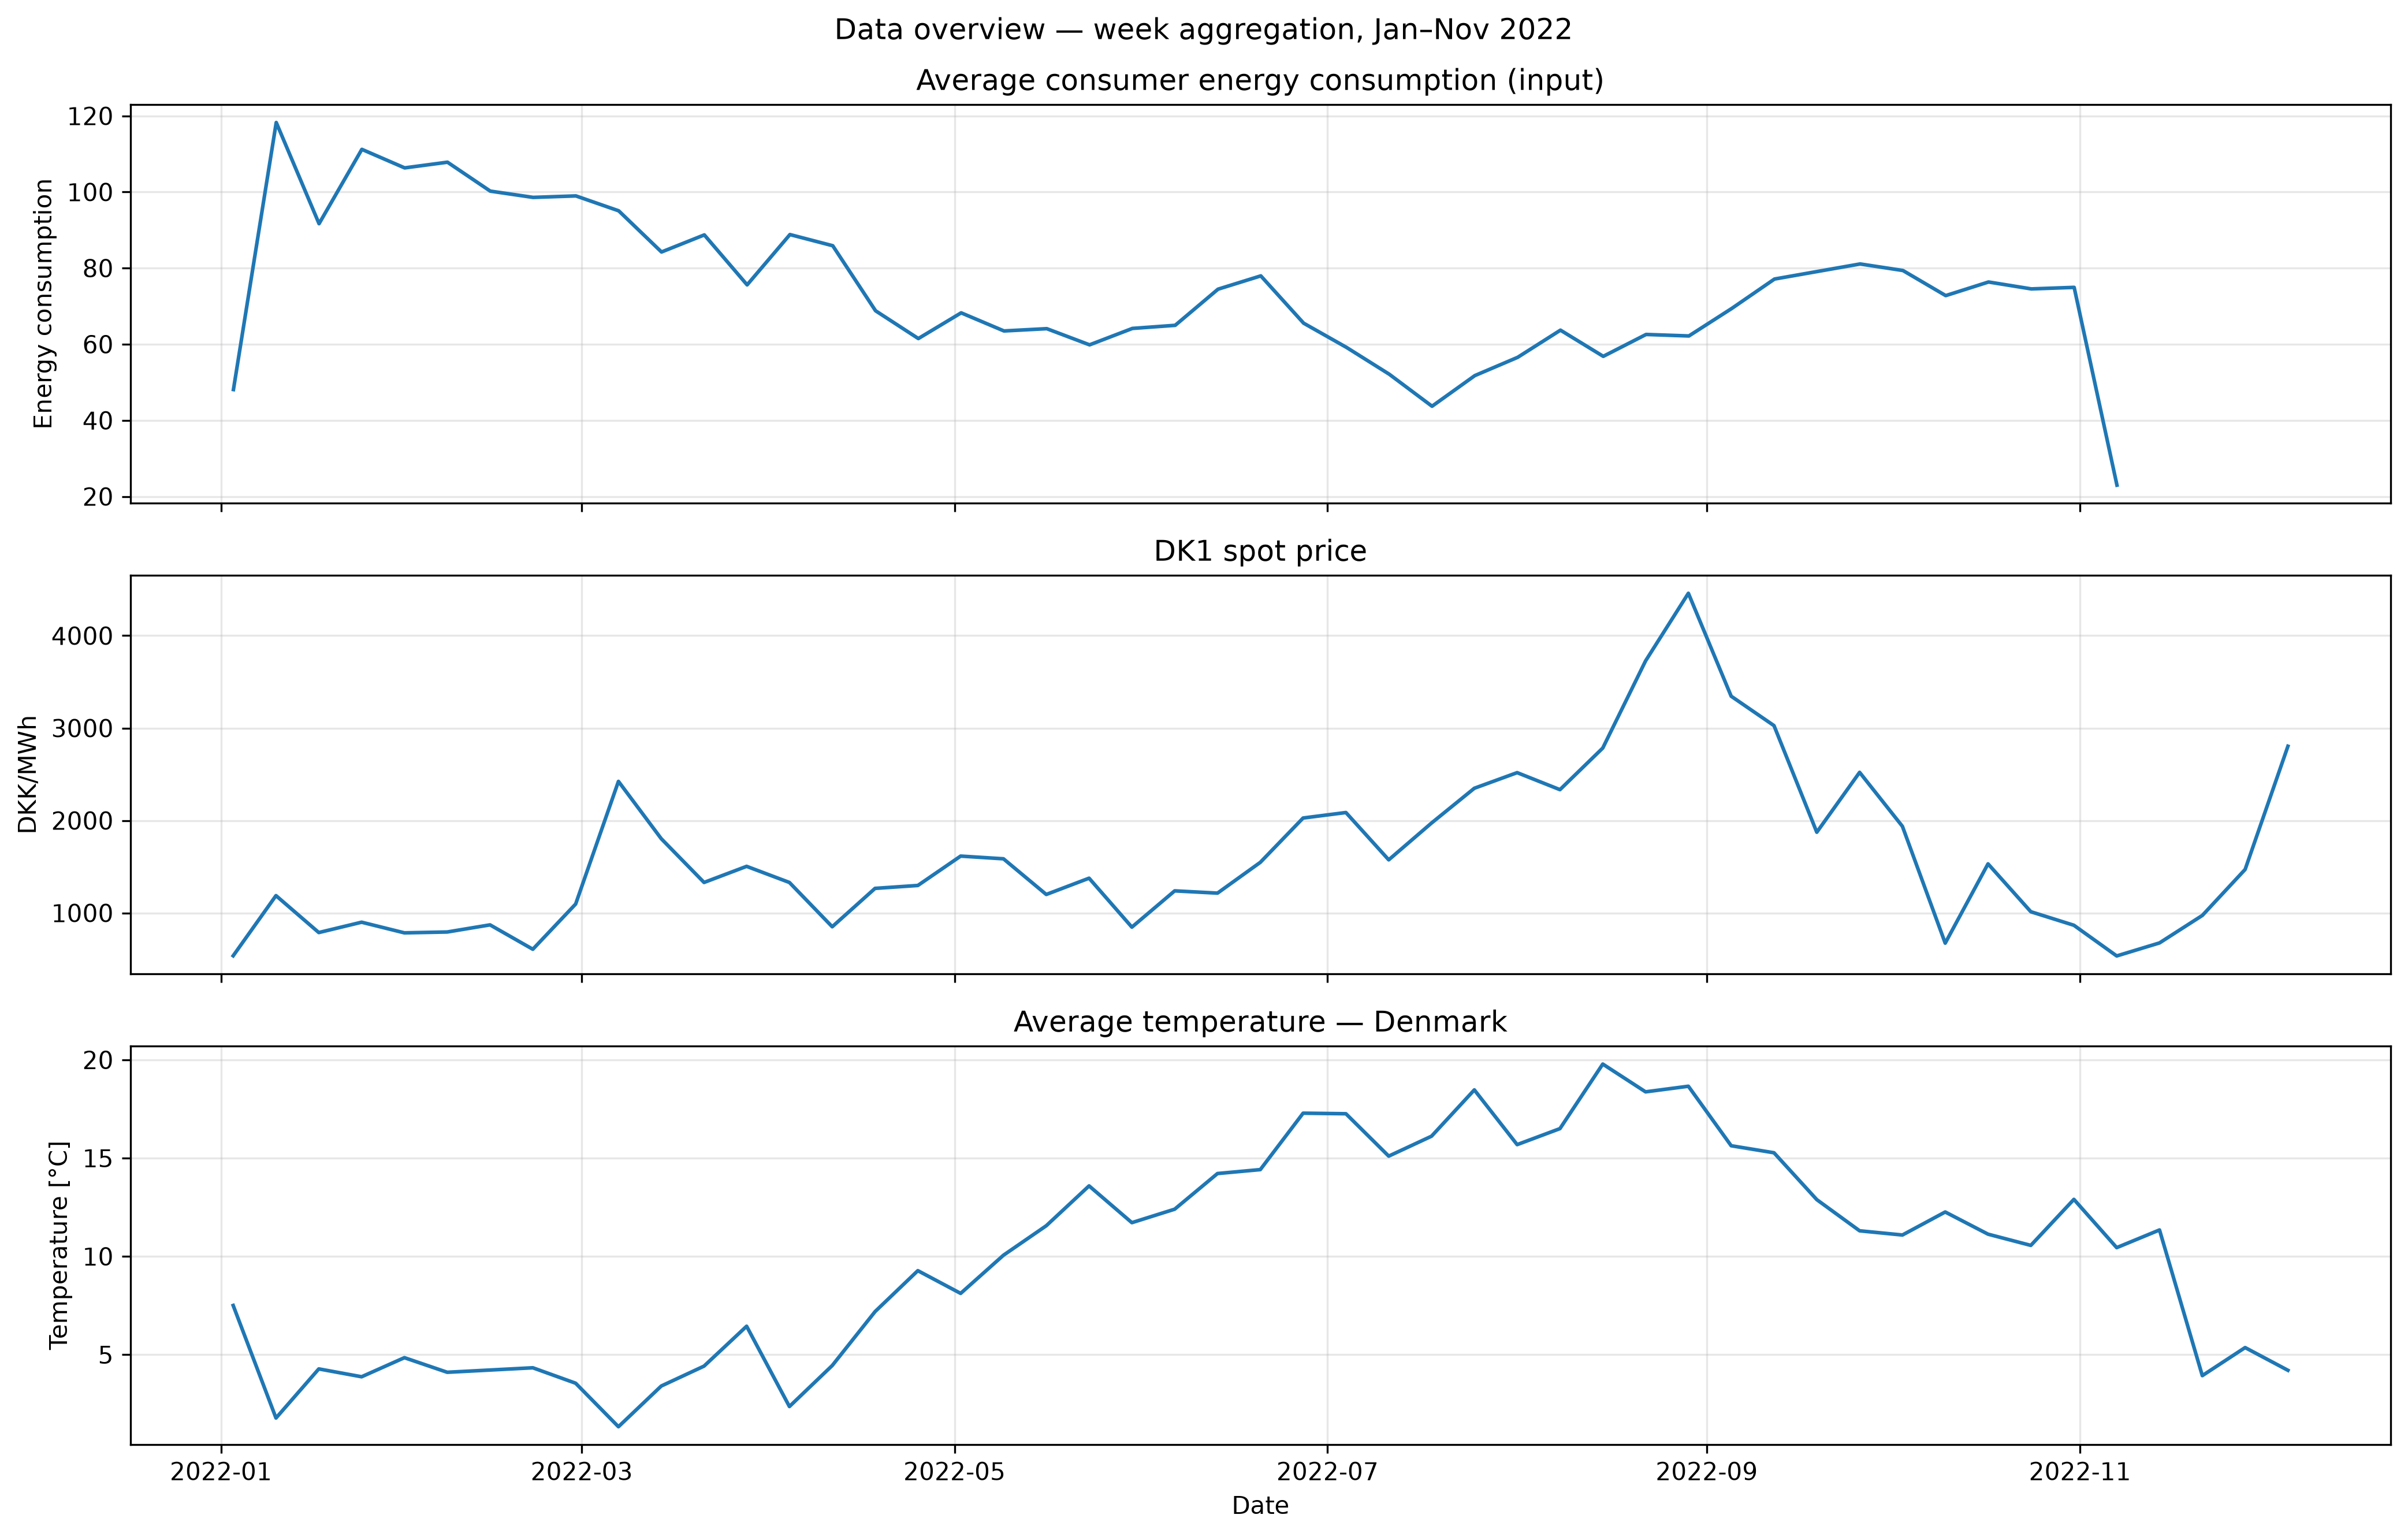 Data overview — week aggregation, Jan–Nov 2022
Average consumer energy consumption (input)
Energy consumption
120
100
80
60
40
20
DK1 spot price
DKK/MWh
4000
3000
2000
1000
Average temperature — Denmark
Temperature [°C]
20
15
10
5
2022-01 2022-03 2022-05 2022-07 2022-09 2022-11
Date